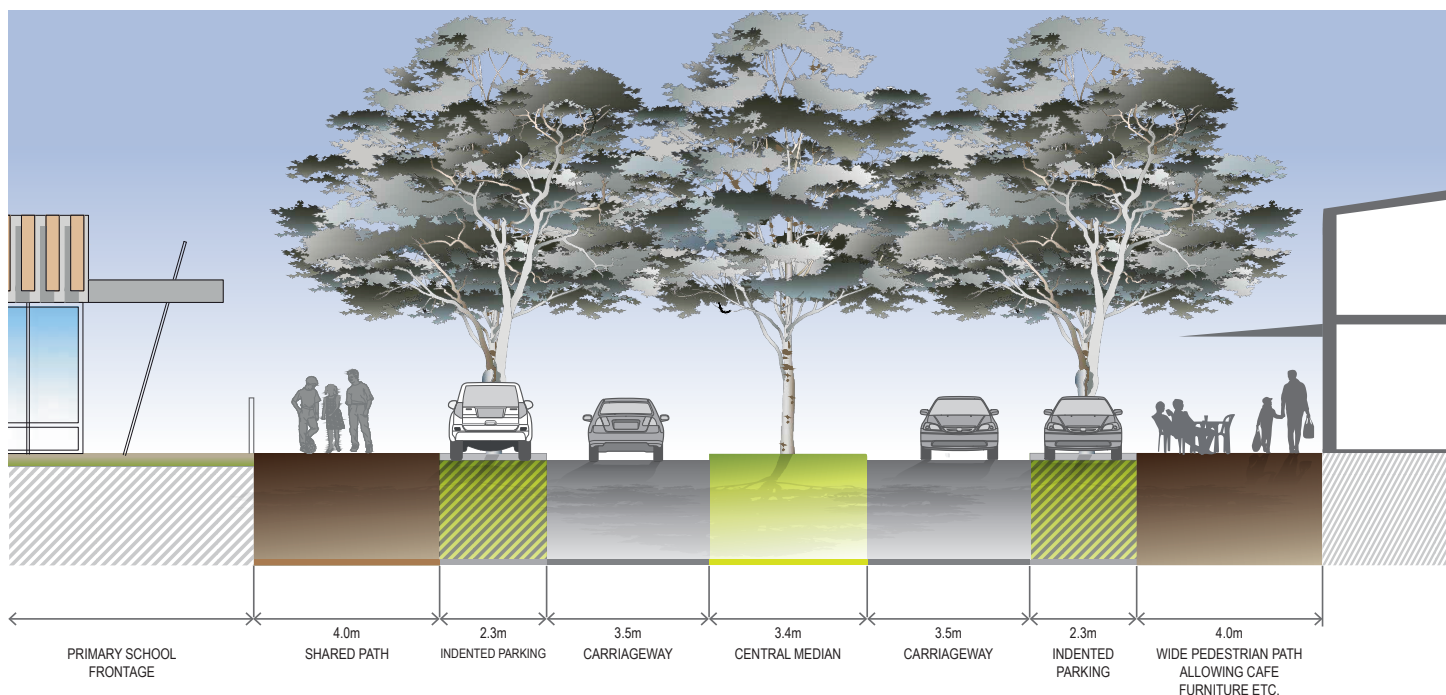 PRIMARY SCHOOL
FRONTAGE
4.0m
SHARED PATH
2.3m
INDENTED PARKING
3.5m
CARRIAGEWAY
3.4m
CENTRAL MEDIAN
3.5m
CARRIAGEWAY
2.3m
INDENTED
PARKING
4.0m
WIDE PEDESTRIAN PATH
ALLOWING CAFE
FURNITURE ETC.